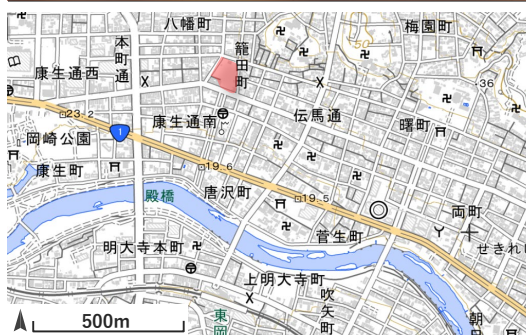 八幡町
梅園町
本町通
籠田町
康生通西
50
36
23.2
康生通南
伝馬通
曙町
岡崎公園
1
康生町
19.6
殿橋
唐沢町
19.5
両町
菅生町
せきれい
明大寺本町
上明大寺町
吹矢町
東岡
朝日
500m